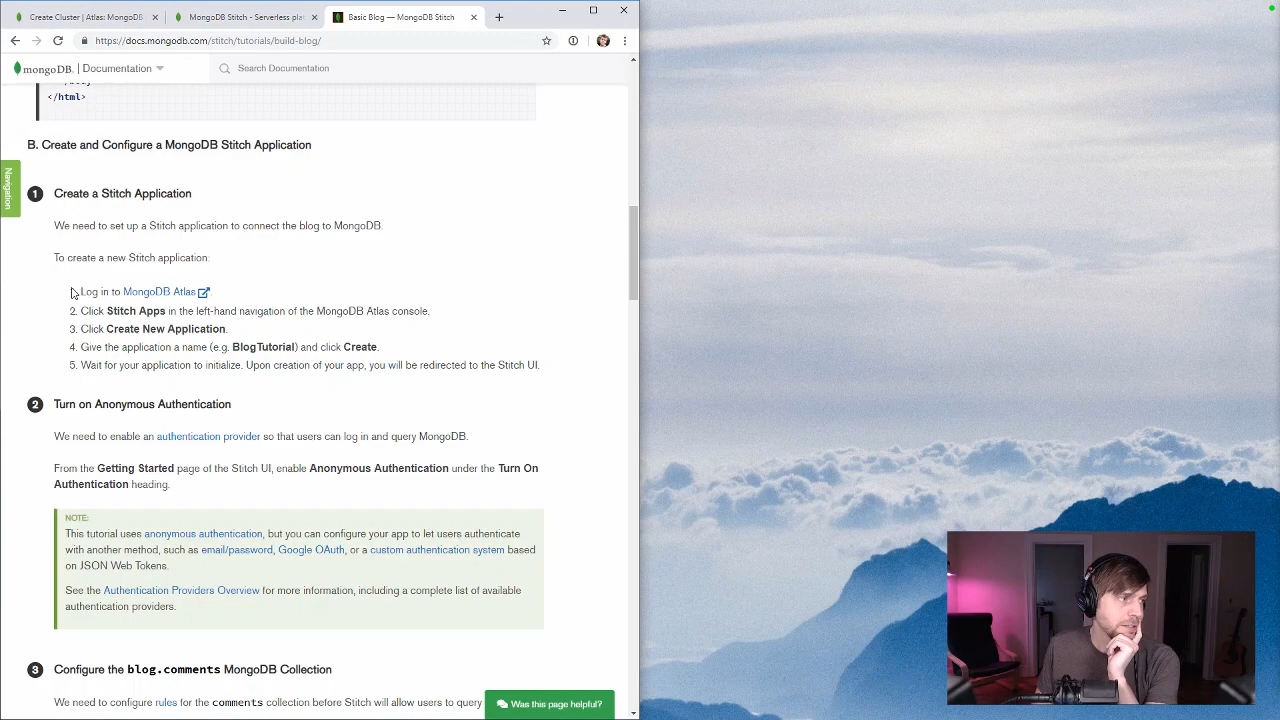 Create Cluster | Atlas: MongoDB
MongoDB Stitch - Serverless pla
Basic Blog — MongoDB Stitch
https://docs.mongodb.com/stitch/tutorials/build-blog/
mongoDB. | Documentation
Search Documentation
</html>
B. Create and Configure a MongoDB Stitch Application
Navigation
1 Create a Stitch Application
We need to set up a Stitch application to connect the blog to MongoDB.
To create a new Stitch application:
Log in to MongoDB Atlas.
2. Click Stitch Apps in the left-hand navigation of the MongoDB Atlas console.
3. Click Create New Application.
4. Give the application a name (e.g. BlogTutorial) and click Create.
5. Wait for your application to initialize. Upon creation of your app, you will be redirected to the Stitch UI.
2 Turn on Anonymous Authentication
We need to enable an authentication provider so that users can log in and query MongoDB.
From the Getting Started page of the Stitch UI, enable Anonymous Authentication under the Turn On
Authentication heading.
NOTE:
This tutorial uses anonymous authentication, but you can configure your app to let users authenticate
with another method, such as email/password, Google OAuth, or a custom authentication system based
on JSON Web Tokens.
See the Authentication Providers Overview for more information, including a complete list of available
authentication providers.
3 Configure the blog.comments MongoDB Collection
We need to configure rules for the comments collection before Stitch will allow users to query
Was this page helpful?